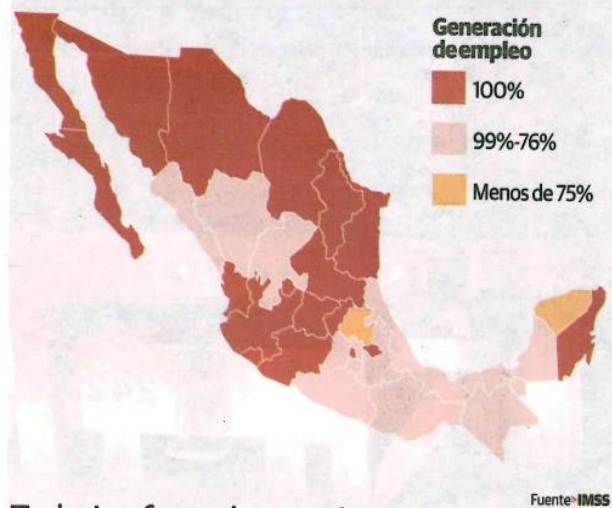 Generación
de empleo
100%
99%-76%
Menos de 75%
Fuente>IMSS